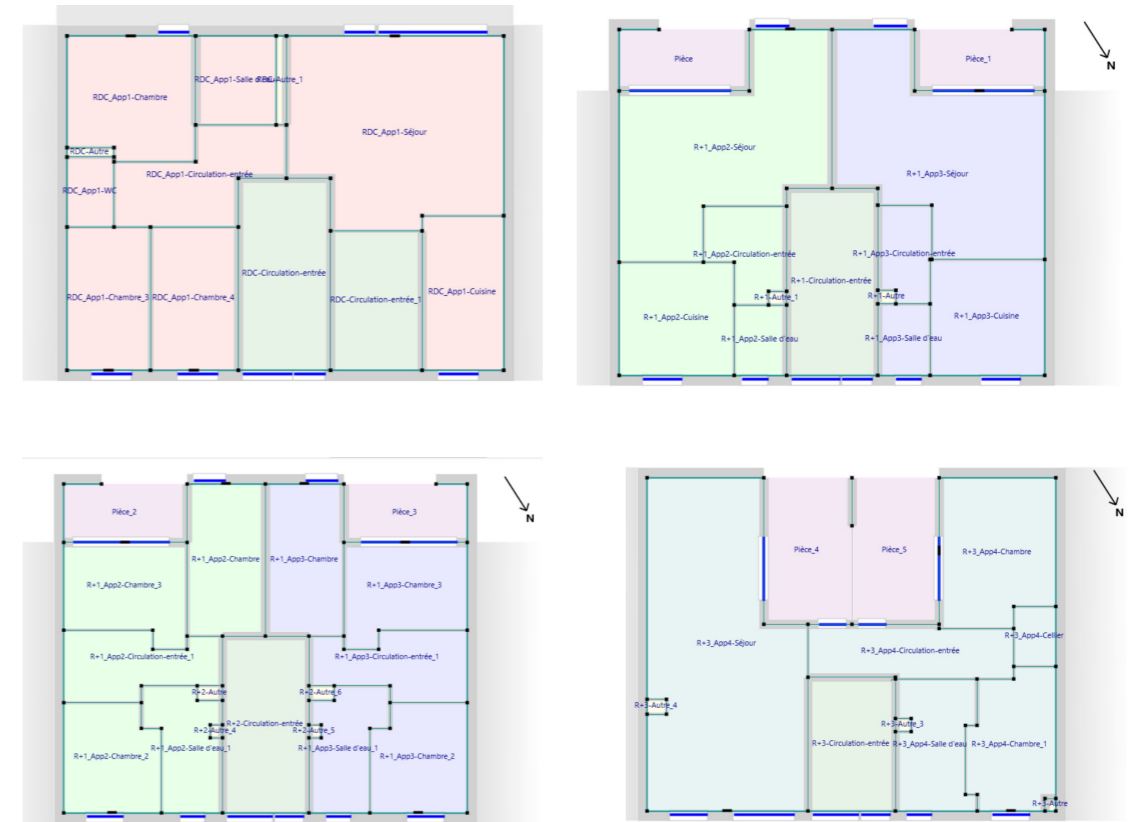 RDC_App1-Chambre
RDC_App1-Salle d'eau
RDC-Autre_1
RDC_App1-Séjour
RDC-Autre
RDC_App1-Circulation-entrée
RDC_App1-WC
RDC-Circulation-entrée
RDC_App1-Chambre_3
RDC_App1-Chambre_4
RDC-Circulation-entrée_1
RDC_App1-Cuisine
Pièce
Pièce_1
N
R+1_App2-Séjour
R+1_App3-Séjour
R+1_App2-Circulation-entrée
R+1_App3-Circulation-entrée
R+1-Circulation-entrée
R+1-Autre_1
R+1-Autre
R+1_App2-Cuisine
R+1_App3-Cuisine
R+1_App2-Salle d'eau
R+1_App3-Salle d'eau
Pièce_2
Pièce_3
N
R+1_App2-Chambre
R+1_App3-Chambre
R+1_App2-Chambre_3
R+1_App3-Chambre_3
R+1_App2-Circulation-entrée_1
R+1_App3-Circulation-entrée_1
R+2-Autre
R+2-Autre_6
R+2-Circulation-entrée
R+2-Autre_4
R+2-Autre_5
R+1_App2-Salle d'eau_1
R+1_App3-Salle d'eau_1
R+1_App2-Chambre_2
R+1_App3-Chambre_2
N
Pièce_4
Pièce_5
R+3_App4-Chambre
R+3_App4-Cellier
R+3_App4-Séjour
R+3_App4-Circulation-entrée
R+3-Autre_4
R+3-Autre_3
R+3-Circulation-entrée
R+3_App4-Salle d'eau
R+3_App4-Chambre_1
R+3-Autre